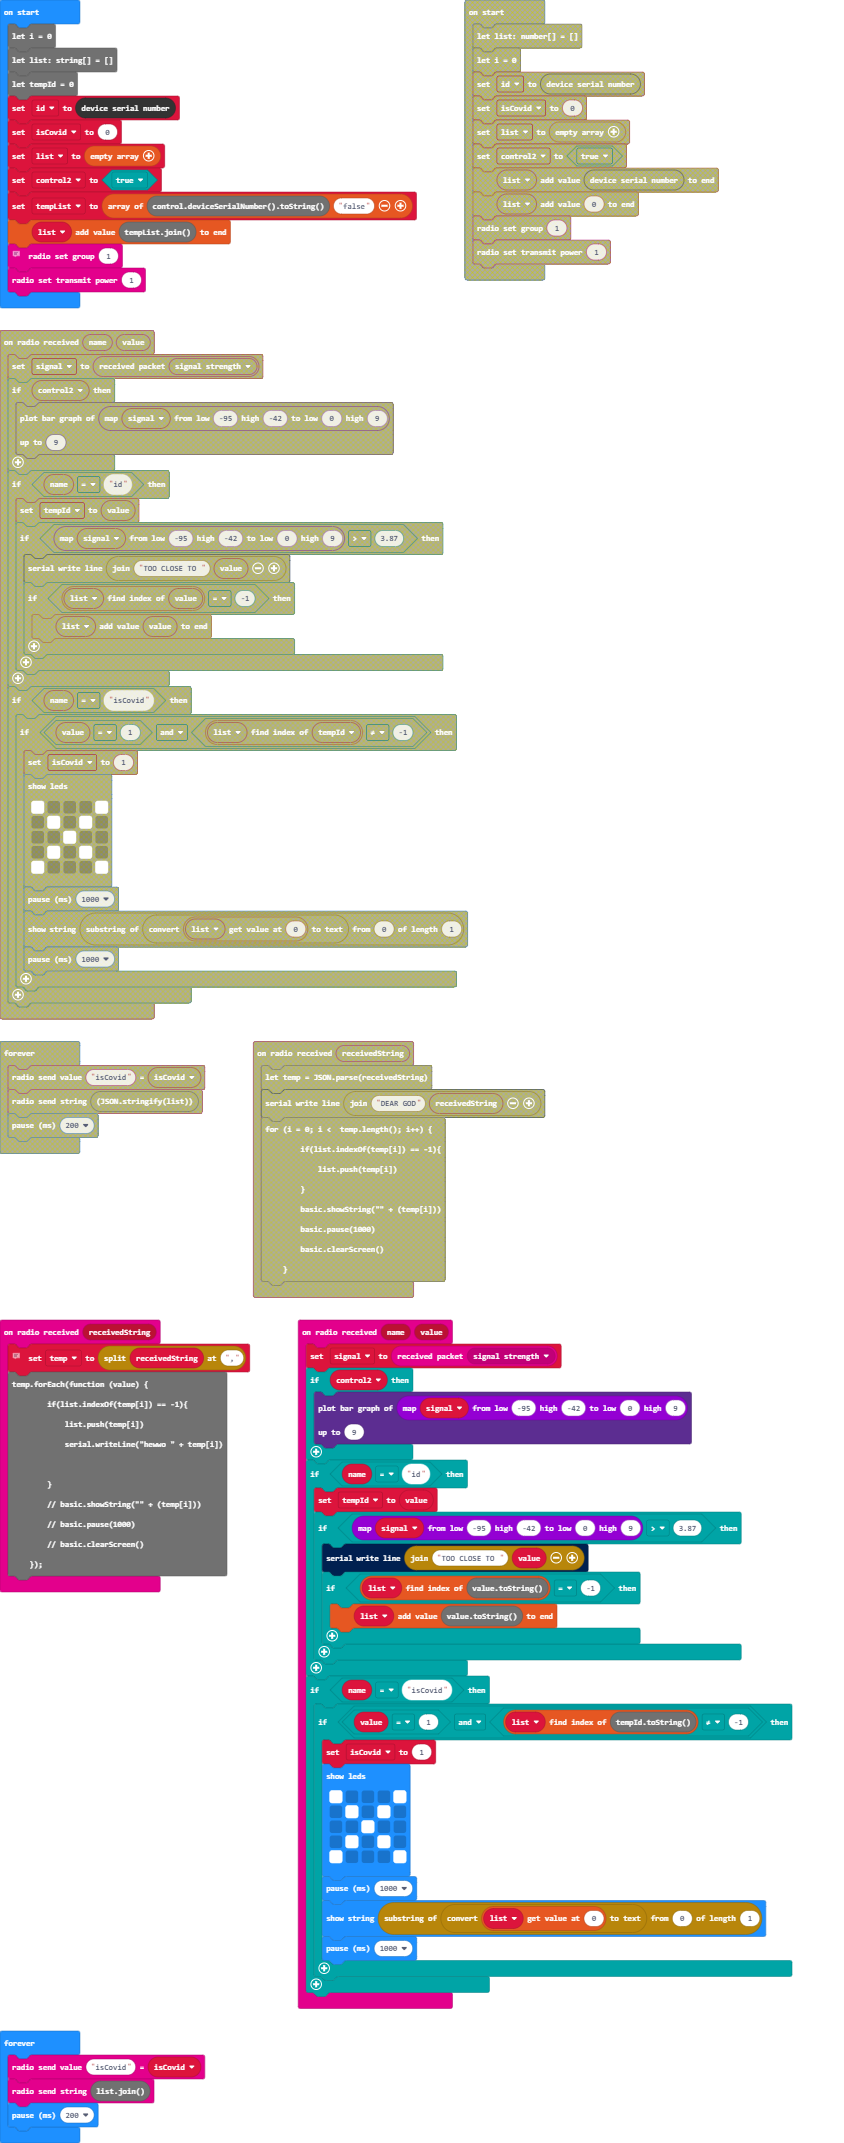 on start
let i = 0
let list: string[] = []
let tempId = 0
set id to device serial number
set isCovid to 0
set list to empty array
set control2 to true
set tempList to array of control.deviceSerialNumber().toString() "false"
list add value tempList.join() to end
radio set group 1
radio set transmit power 1
on start
let list: number[] = []
let i = 0
set id to device serial number
set isCovid to 0
set list to empty array
set control2 to true
list add value device serial number to end
list add value 0 to end
radio set group 1
radio set transmit power 1
on radio received name value
set signal to received packet signal strength
if control2 then
plot bar graph of map signal from low -95 high -42 to low 0 high 9
up to 9
if name = "id" then
set tempId to value
if map signal from low -95 high -42 to low 0 high 9 > 3.87 then
serial write line join "TOO CLOSE TO " value
if list find index of value = -1 then
list add value value to end
if name = "isCovid" then
if value = 1 and list find index of tempId ≠ -1 then
set isCovid to 1
show leds
pause (ms) 1000
show string substring of convert list get value at 0 to text from 0 of length 1
pause (ms) 1000
forever
radio send value "isCovid" = isCovid
radio send string (JSON.stringify(list))
pause (ms) 200
on radio received receivedString
let temp = JSON.parse(receivedString)
serial write line join "DEAR GOD" receivedString
for (i = 0; i <  temp.length(); i++) {
if(list.indexOf(temp[i]) == -1){
list.push(temp[i])
}
basic.showString("" + (temp[i]))
basic.pause(1000)
basic.clearScreen()
}
on radio received receivedString
set temp to split receivedString at ","
temp.forEach(function (value) {
if(list.indexOf(temp[i]) == -1){
list.push(temp[i])
serial.writeLine("hewwo " + temp[i])
}
// basic.showString("" + (temp[i]))
// basic.pause(1000)
// basic.clearScreen()
});
on radio received name value
set signal to received packet signal strength
if control2 then
plot bar graph of map signal from low -95 high -42 to low 0 high 9
up to 9
if name = "id" then
set tempId to value
if map signal from low -95 high -42 to low 0 high 9 > 3.87 then
serial write line join "TOO CLOSE TO " value
if list find index of value.toString() = -1 then
list add value value.toString() to end
if name = "isCovid" then
if value = 1 and list find index of tempId.toString() ≠ -1 then
set isCovid to 1
show leds
pause (ms) 1000
show string substring of convert list get value at 0 to text from 0 of length 1
pause (ms) 1000
forever
radio send value "isCovid" = isCovid
radio send string list.join()
pause (ms) 200